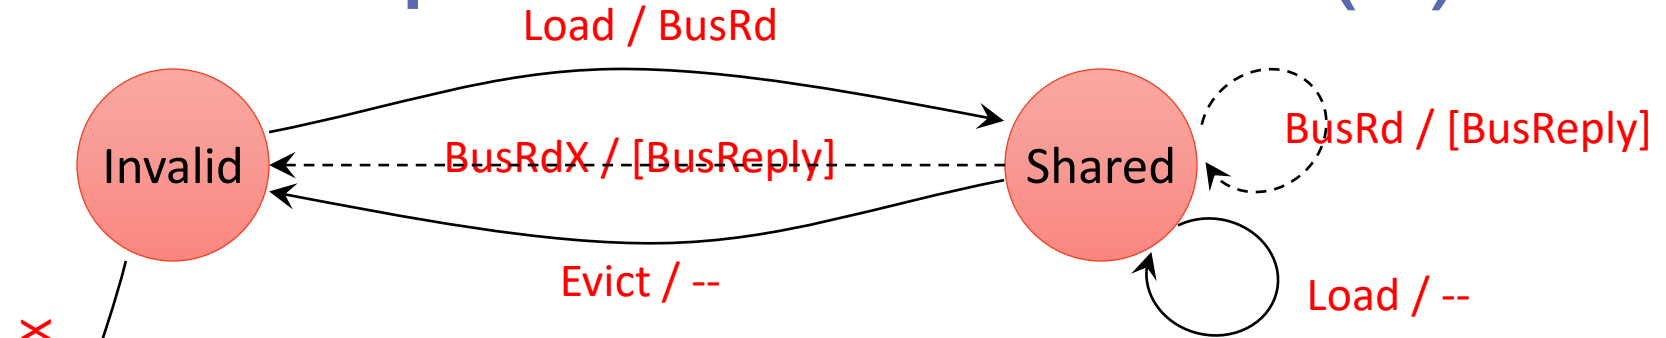 Load / BusRd
BusRdX / [BusReply]
BusRd / [BusReply]
Invalid
Shared
Evict / --
Load / --
X